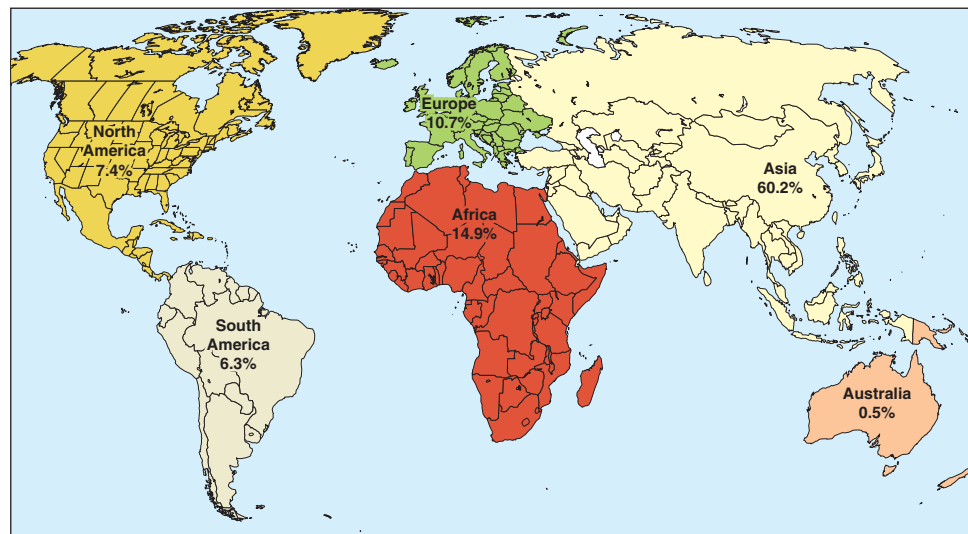 North
America
7.4%
Europe
10.7%
Asia
60.2%
Africa
14.9%
South
America
6.3%
Australia
0.5%